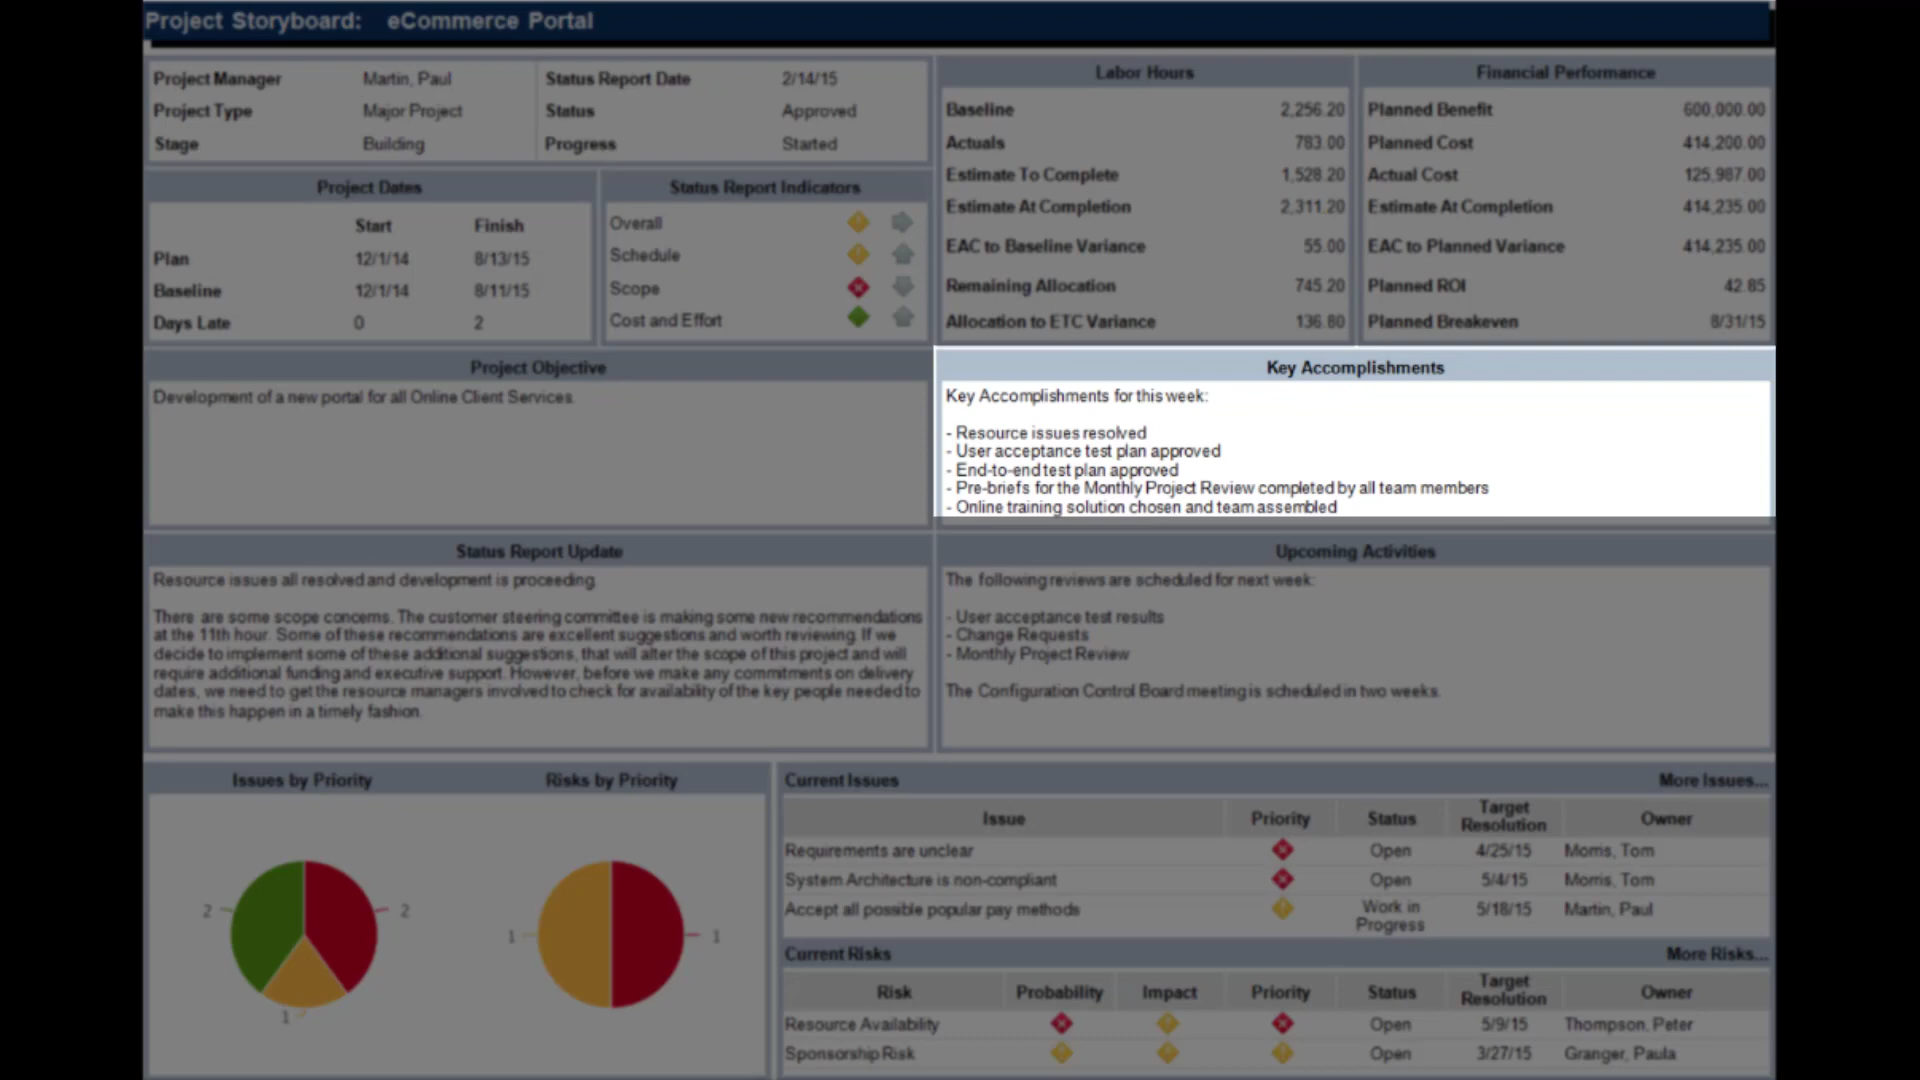 Project Storyboard: eCommerce Portal
Project Manager Martin, Paul Status Report Date 2/14/15
Project Type Major Project Status Approved
Stage Building Progress Started
Project Dates
Start Finish
Plan 12/1/14 8/13/15
Baseline 12/1/14 8/11/15
Days Late 0 2
Status Report Indicators
Overall
Schedule
Scope
Cost and Effort
Labor Hours
Baseline 2,256.20
Actuals 783.00
Estimate To Complete 1,528.20
Estimate At Completion 2,311.20
EAC to Baseline Variance 55.00
Remaining Allocation 745.20
Allocation to ETC Variance 136.80
Financial Performance
Planned Benefit 600,000.00
Planned Cost 414,200.00
Actual Cost 125,987.00
Estimate At Completion 414,235.00
EAC to Planned Variance 414,235.00
Planned ROI 42.85
Planned Breakeven 8/31/15
Project Objective
Development of a new portal for all Online Client Services.
Key Accomplishments
Key Accomplishments for this week:
- Resource issues resolved
- User acceptance test plan approved
- End-to-end test plan approved
- Pre-briefs for the Monthly Project Review completed by all team members
- Online training solution chosen and team assembled
Status Report Update
Resource issues all resolved and development is proceeding.
There are some scope concerns. The customer steering committee is making some new recommendations
at the 11th hour. Some of these recommendations are excellent suggestions and worth reviewing. If we
decide to implement some of these additional suggestions, that will alter the scope of this project and will
require additional funding and executive support. However, before we make any commitments on delivery
dates, we need to get the resource managers involved to check for availability of the key people needed to
make this happen in a timely fashion.
Upcoming Activities
The following reviews are scheduled for next week:
- User acceptance test results
- Change Requests
- Monthly Project Review
The Configuration Control Board meeting is scheduled in two weeks.
Issues by Priority
2
2
1
Risks by Priority
1
1
Current Issues More Issues...
Issue Priority Status Target Resolution Owner
Requirements are unclear Open 4/25/15 Morris, Tom
System Architecture is non-compliant Open 5/4/15 Morris, Tom
Accept all possible popular pay methods Work in Progress 5/18/15 Martin, Paul
Current Risks More Risks...
Risk Probability Impact Priority Status Target Resolution Owner
Resource Availability Open 5/9/15 Thompson, Peter
Sponsorship Risk Open 3/27/15 Granger, Paula